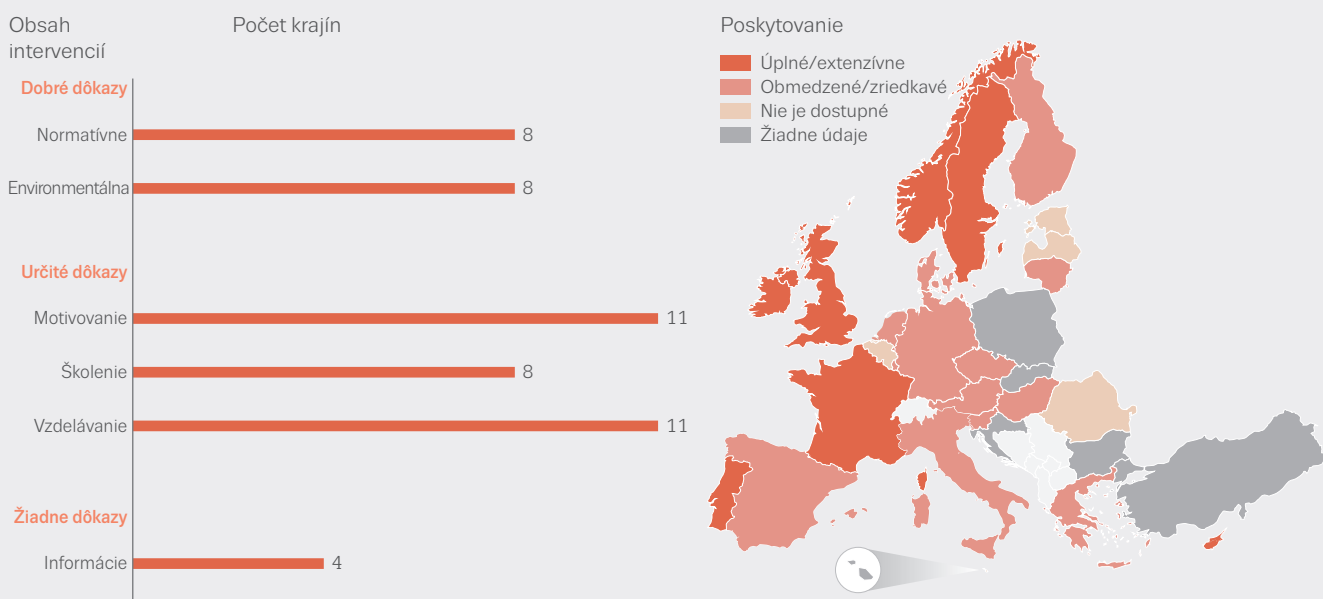 Obsah
intervencií
Počet krajín
Dobré dôkazy
Normatívne 8
Environmentálna 8
Určité dôkazy
Motivovanie 11
Školenie 8
Vzdelávanie 11
Žiadne dôkazy
Informácie 4
Poskytovanie
Úplné/extenzívne
Obmedzené/zriedkavé
Nie je dostupné
Žiadne údaje